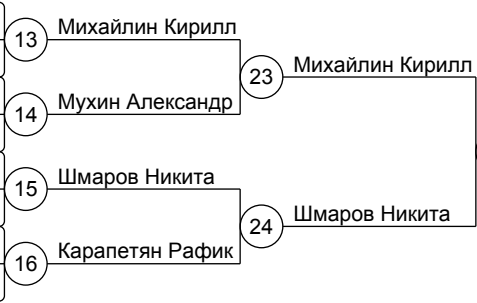 13 Михайлин Кирилл
23 Михайлин Кирилл
14 Мухин Александр
15 Шмаров Никита
24 Шмаров Никита
16 Карапетян Рафик